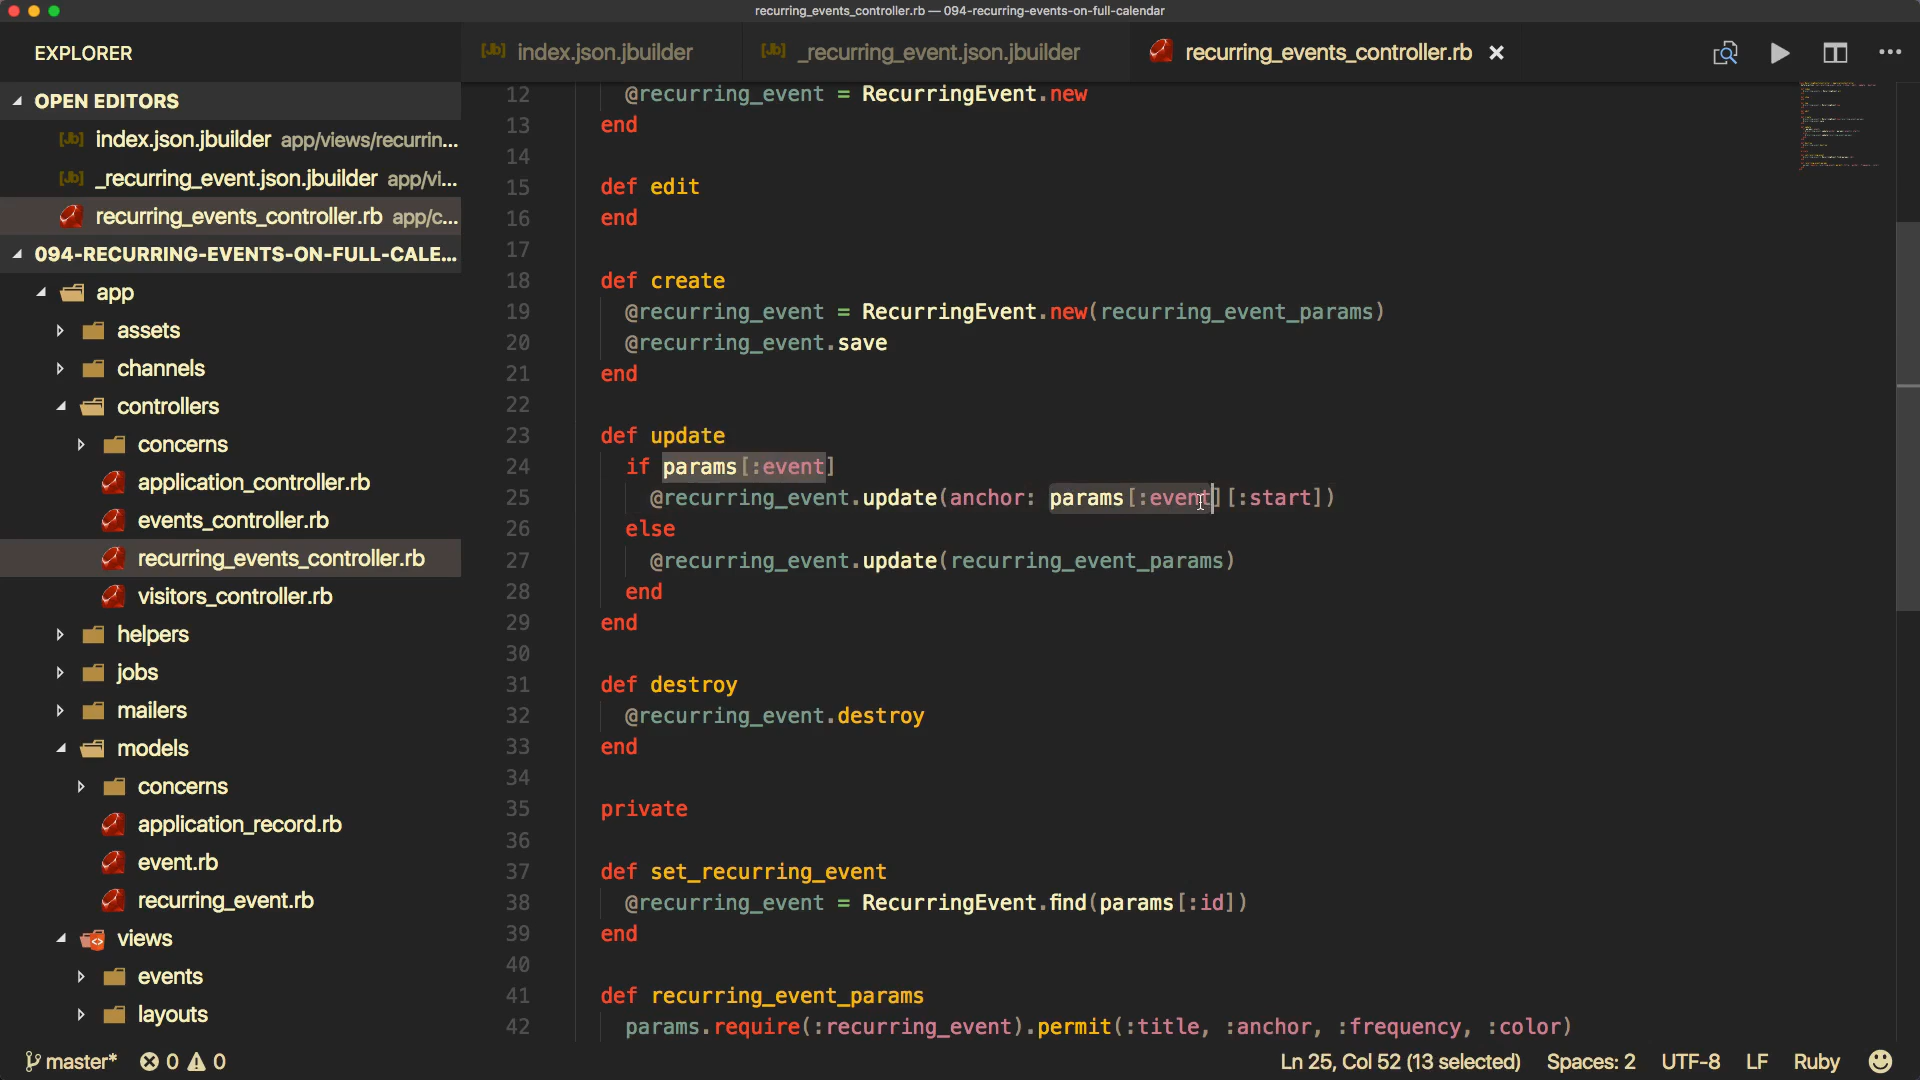 recurring_events_controller.rb — 094-recurring-events-on-full-calendar
EXPLORER
index.json.jbuilder
_recurring_event.json.jbuilder
recurring_events_controller.rb
OPEN EDITORS
index.json.jbuilder app/views/recurrin...
_recurring_event.json.jbuilder app/vi...
recurring_events_controller.rb app/c...
094-RECURRING-EVENTS-ON-FULL-CALE...
app
assets
channels
controllers
concerns
application_controller.rb
events_controller.rb
recurring_events_controller.rb
visitors_controller.rb
helpers
jobs
mailers
models
concerns
application_record.rb
event.rb
recurring_event.rb
views
events
layouts
12 @recurring_event = RecurringEvent.new
13 end
14
15 def edit
16 end
17
18 def create
19 @recurring_event = RecurringEvent.new(recurring_event_params)
20 @recurring_event.save
21 end
22
23 def update
24 if params[:event]
25 @recurring_event.update(anchor: params[:event][:start])
26 else
27 @recurring_event.update(recurring_event_params)
28 end
29 end
30
31 def destroy
32 @recurring_event.destroy
33 end
34
35 private
36
37 def set_recurring_event
38 @recurring_event = RecurringEvent.find(params[:id])
39 end
40
41 def recurring_event_params
42 params.require(:recurring_event).permit(:title, :anchor, :frequency, :color)
master* 0 0
Ln 25, Col 52 (13 selected) Spaces: 2 UTF-8 LF Ruby